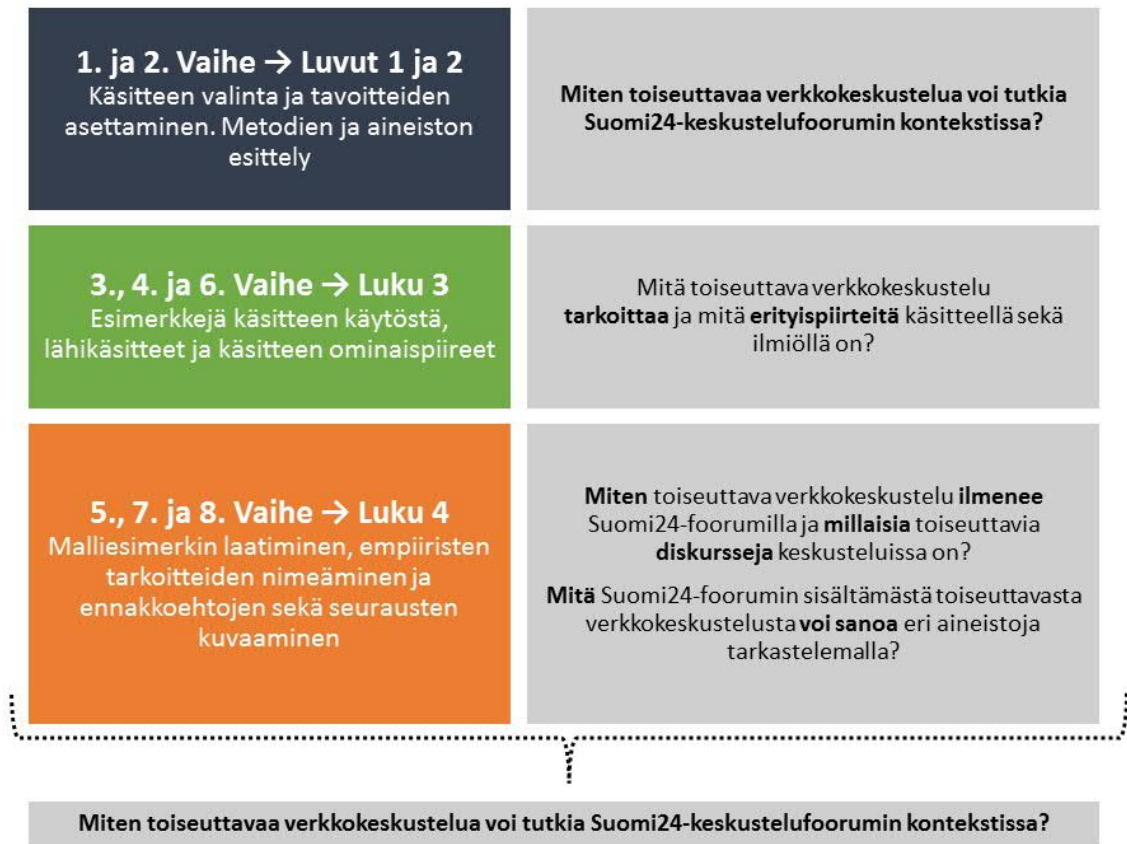 1. ja 2. Vaihe → Luvut 1 ja 2
Käsitteen valinta ja tavoitteiden
asettaminen. Metodien ja aineiston
esittely
Miten toiseuttavaa verkkokeskustelua voi tutkia
Suomi24-keskustelufoorumin kontekstissa?
3., 4. ja 6. Vaihe → Luku 3
Esimerkkejä käsitteen käytöstä,
lähikäsitteet ja käsitteen ominaispiireet
Mitä toiseuttava verkkokeskustelu
tarkoittaa ja mitä erityispiirteitä käsitteellä sekä
ilmiöllä on?
5., 7. ja 8. Vaihe → Luku 4
Malliesimerkin laatiminen, empiiristen
tarkoitteiden nimeäminen ja
ennakkoehtojen sekä seurausten
kuvaaminen
Miten toiseuttava verkkokeskustelu ilmenee
Suomi24-foorumilla ja millaisia toiseuttavia
diskursseja keskusteluissa on?
Mitä Suomi24-foorumin sisältämästä toiseuttavasta
verkkokeskustelusta voi sanoa eri aineistoja
tarkastelemalla?
Miten toiseuttavaa verkkokeskustelua voi tutkia Suomi24-keskustelufoorumin kontekstissa?